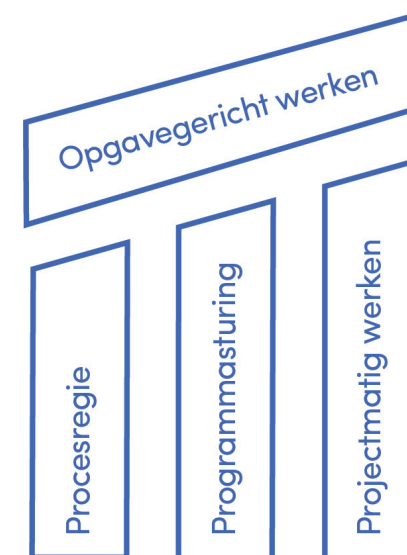 Opgavegericht werken
Procesregie
Programmasturing
Projectmatig werken